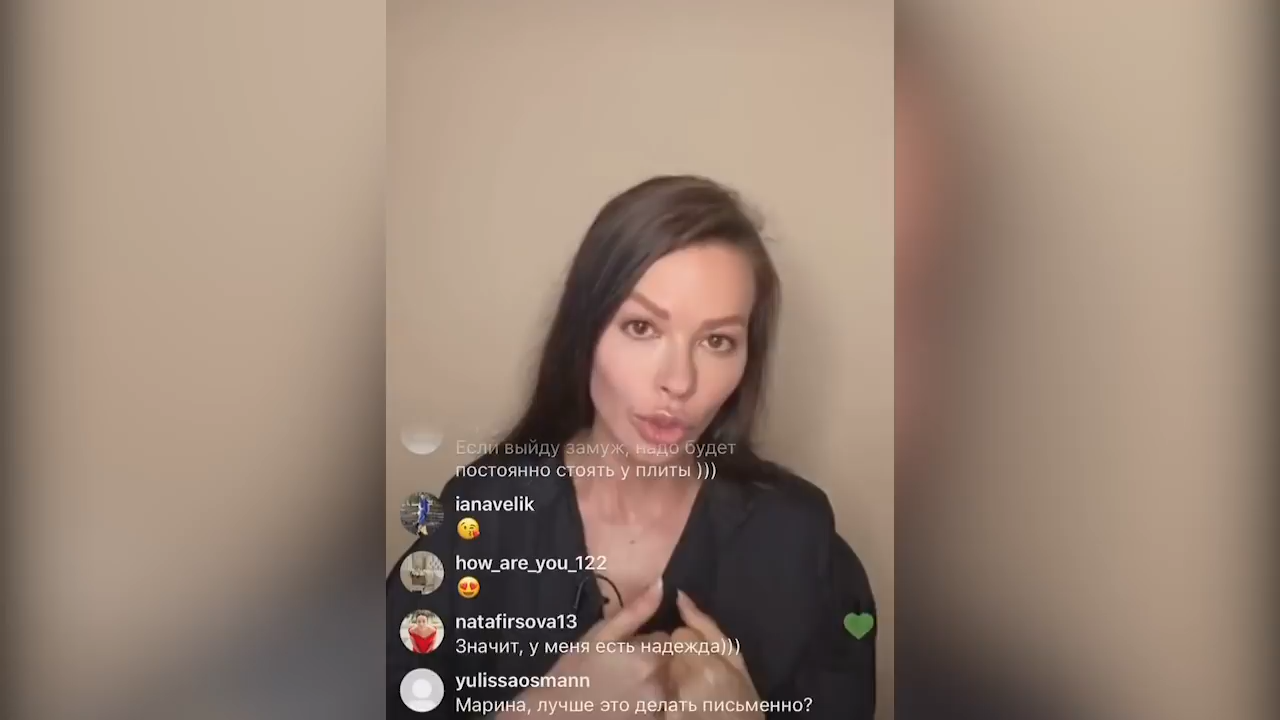 Если выйду замуж, надо будет
постоянно стоять у плиты )))
ianavelik
how_are_you_122
natafirsova13
Значит, у меня есть надежда)))
yulissaosmann
Марина, лучше это делать письменно?